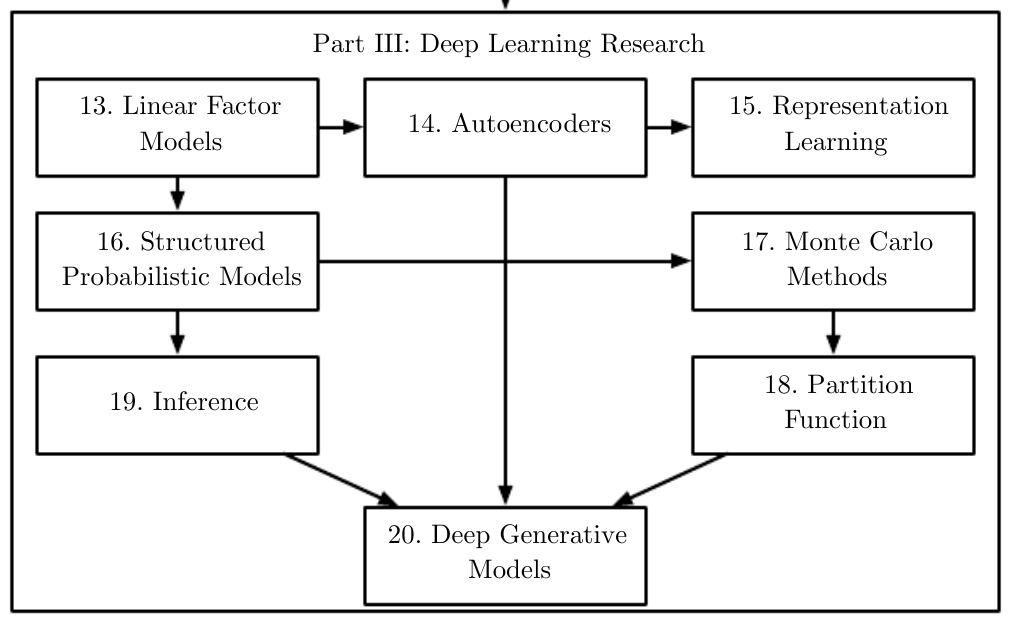 Part III: Deep Learning Research
13. Linear Factor
Models
14. Autoencoders
15. Representation
Learning
16. Structured
Probabilistic Models
17. Monte Carlo
Methods
19. Inference
18. Partition
Function
20. Deep Generative
Models